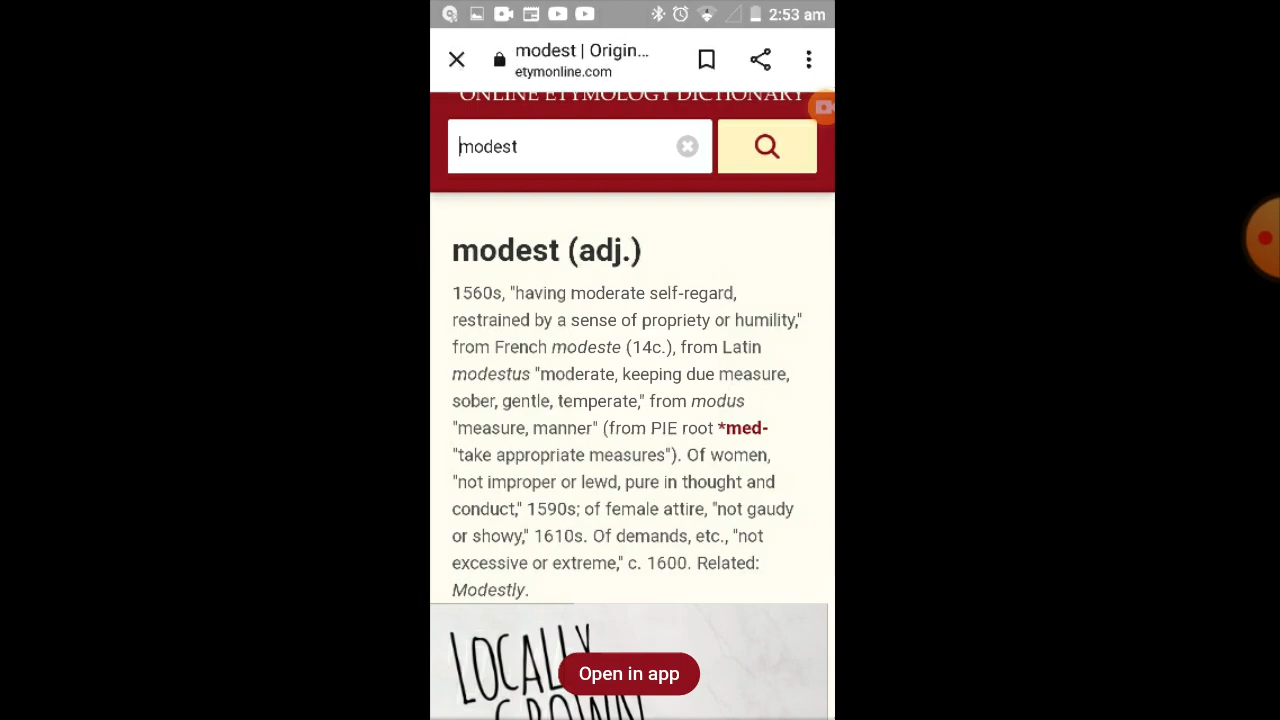 2:53 am
modest | Origin...
etymonline.com
ONLINE ETYMOLOGY DICTIONARY
modest
modest (adj.)
1560s, "having moderate self-regard,
restrained by a sense of propriety or humility,"
from French modeste (14c.), from Latin
modestus "moderate, keeping due measure,
sober, gentle, temperate," from modus
"measure, manner" (from PIE root *med-
"take appropriate measures"). Of women,
"not improper or lewd, pure in thought and
conduct," 1590s; of female attire, "not gaudy
or showy," 1610s. Of demands, etc., "not
excessive or extreme," c. 1600. Related:
Modestly.
LOCALLY
GROWN
Open in app